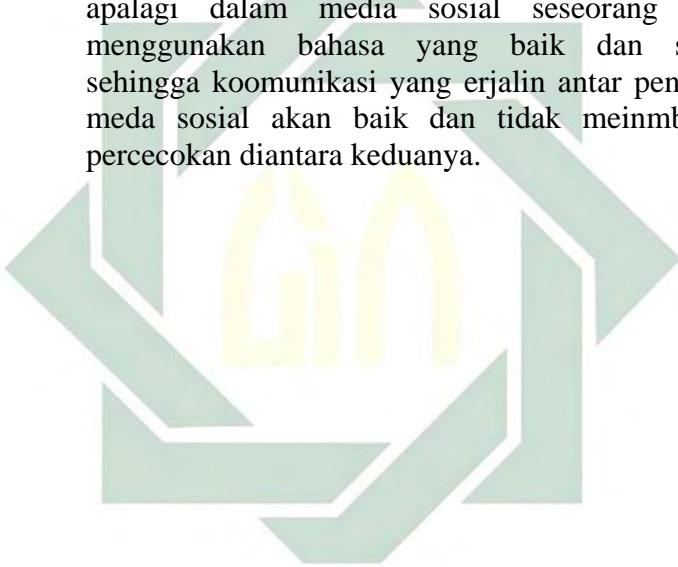 apalagi dalam media sosial seseorang
menggunakan bahasa yang baik dan s
sehingga koomunikasi yang erjalin antar pen
meda sosial akan baik dan tidak meinmb
percecokan diantara keduanya.